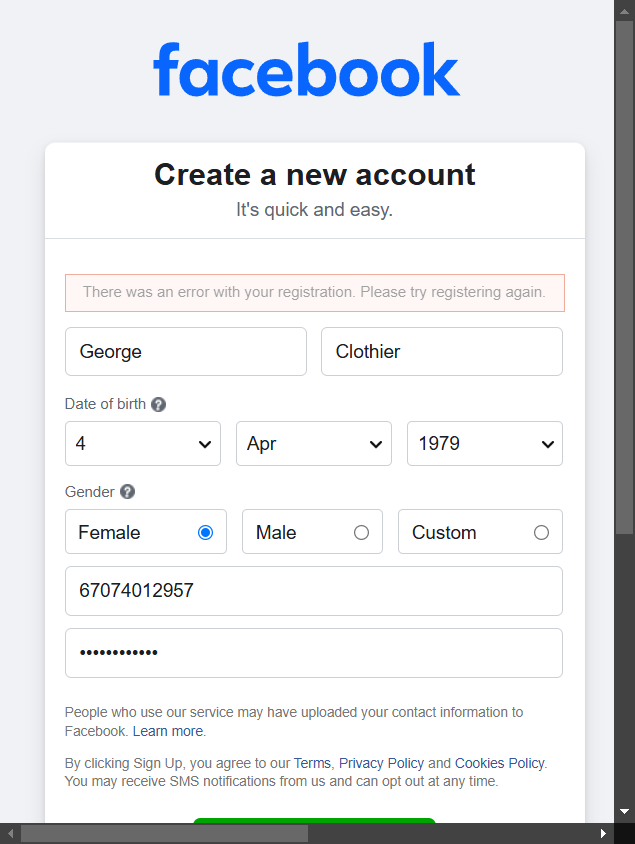 facebook
Create a new account
It's quick and easy.
There was an error with your registration. Please try registering again.
George
Clothier
Date of birth ?
4
Apr
1979
Gender ?
Female
Male
Custom
67074012957
••••••••••••
People who use our service may have uploaded your contact information to
Facebook. Learn more.
By clicking Sign Up, you agree to our Terms, Privacy Policy and Cookies Policy.
You may receive SMS notifications from us and can opt out at any time.